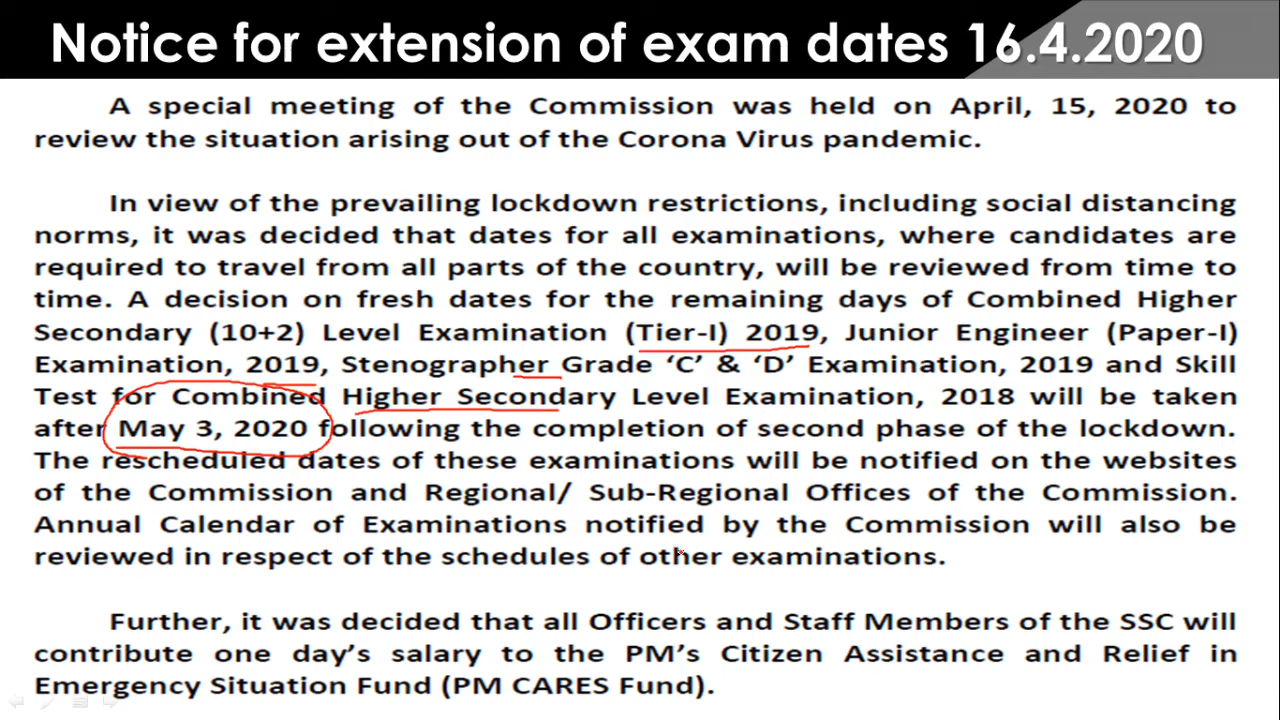 Notice for extension of exam dates 16.4.2020
A special meeting of the Commission was held on April, 15, 2020 to
review the situation arising out of the Corona Virus pandemic.
In view of the prevailing lockdown restrictions, including social distancing
norms, it was decided that dates for all examinations, where candidates are
required to travel from all parts of the country, will be reviewed from time to
time. A decision on fresh dates for the remaining days of Combined Higher
Secondary (10+2) Level Examination (Tier-I) 2019, Junior Engineer (Paper-I)
Examination, 2019, Stenographer Grade ‘C’ & ‘D’ Examination, 2019 and Skill
Test for Combined Higher Secondary Level Examination, 2018 will be taken
after May 3, 2020 following the completion of second phase of the lockdown.
The rescheduled dates of these examinations will be notified on the websites
of the Commission and Regional/ Sub-Regional Offices of the Commission.
Annual Calendar of Examinations notified by the Commission will also be
reviewed in respect of the schedules of other examinations.
Further, it was decided that all Officers and Staff Members of the SSC will
contribute one day’s salary to the PM’s Citizen Assistance and Relief in
Emergency Situation Fund (PM CARES Fund).